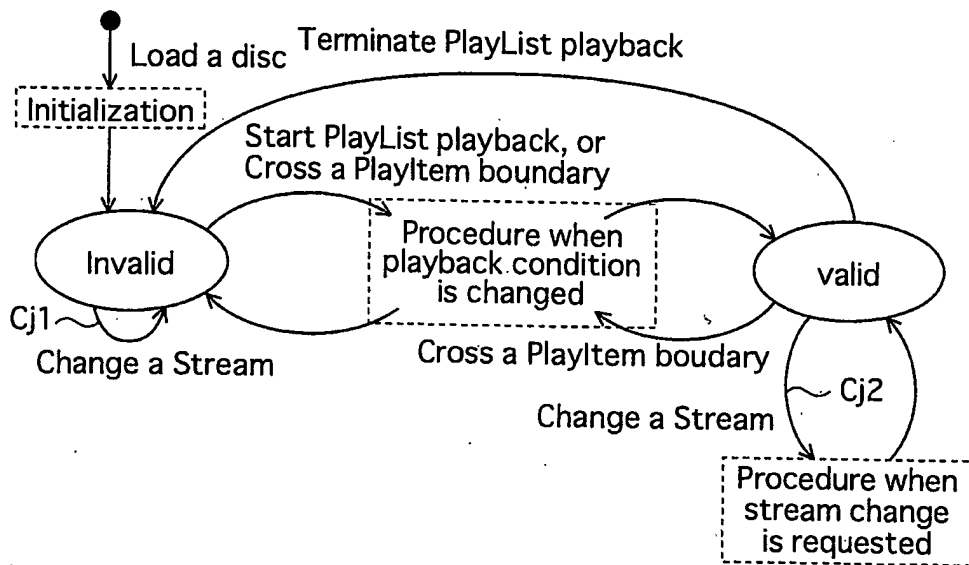 Load a disc
Terminate PlayList playback
Initialization
Start PlayList playback, or
Cross a PlayItem boundary
Invalid
Procedure when
playback condition
is changed
valid
Cj1
Change a Stream
Cross a PlayItem boudary
Cj2
Change a Stream
Procedure when
stream change
is requested